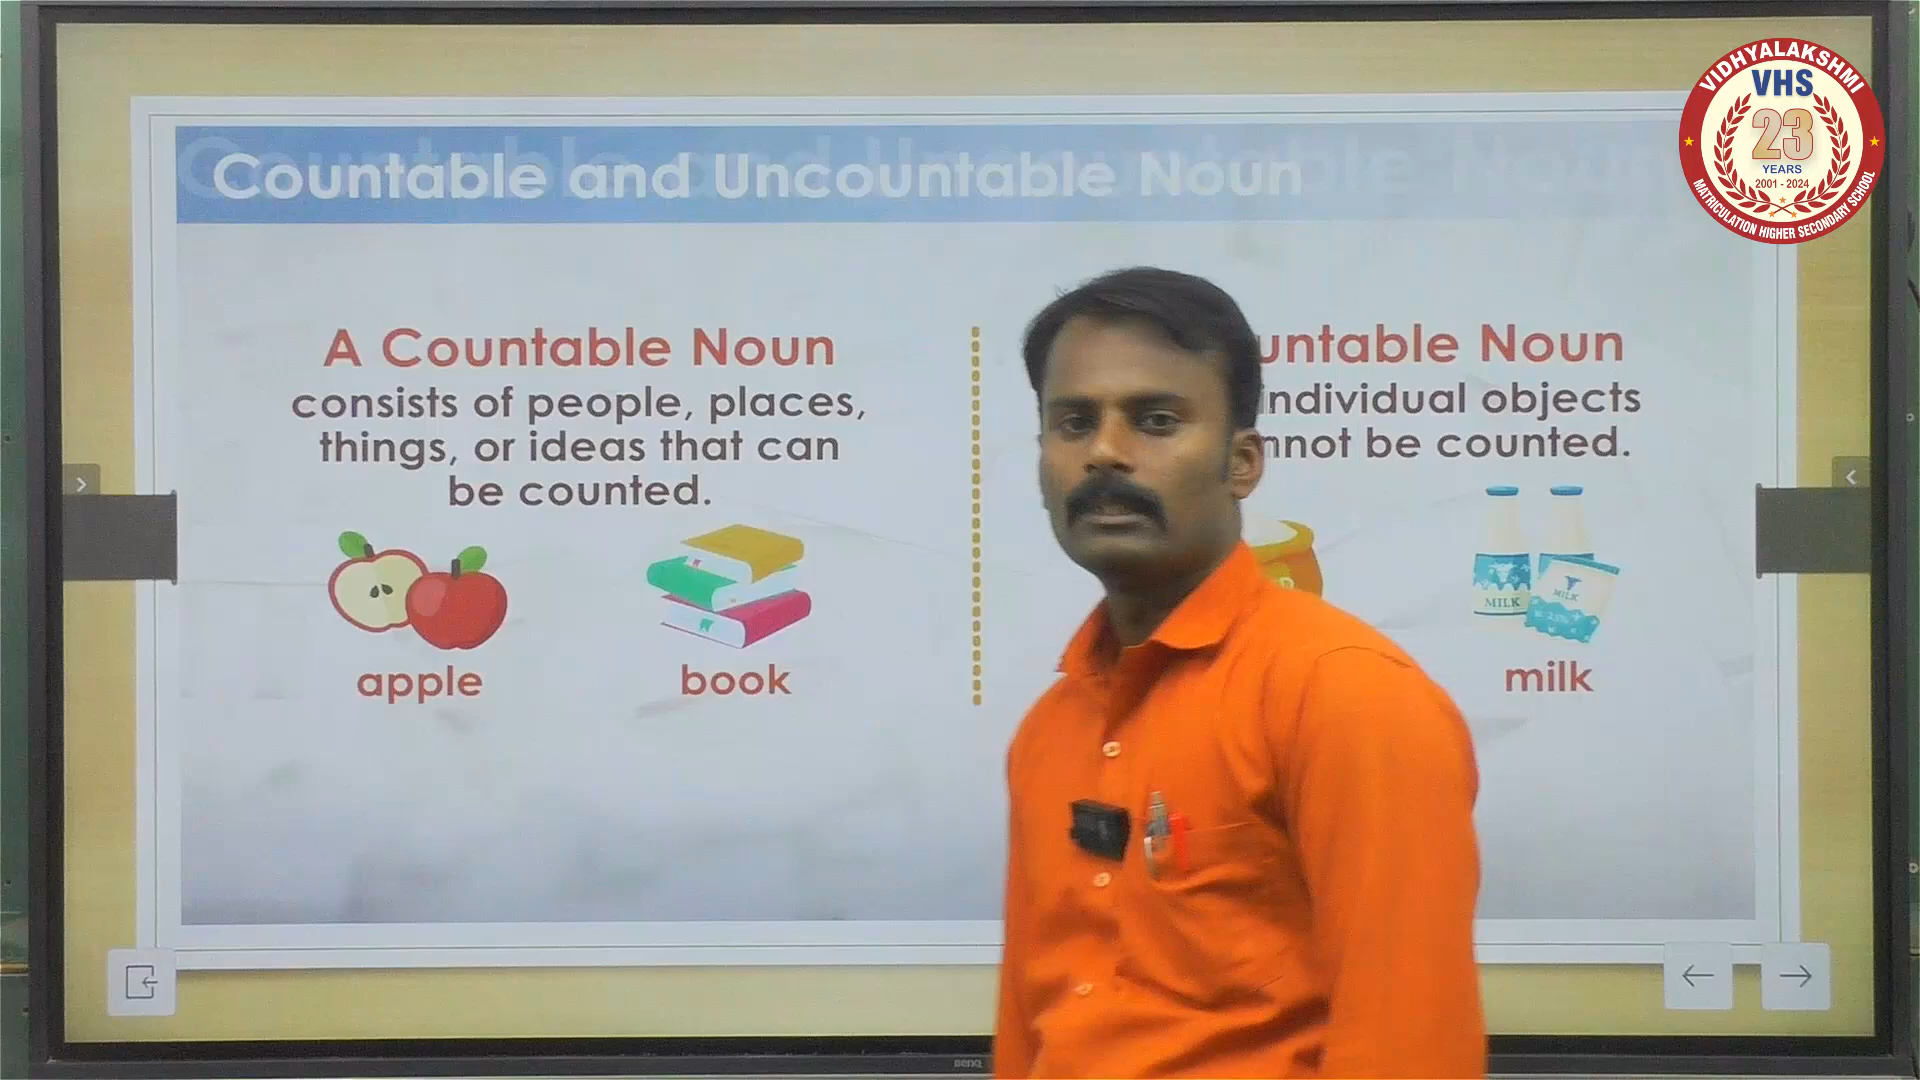 Countable and Uncountable Noun
A Countable Noun
consists of people, places,
things, or ideas that can
be counted.
apple
book
untable Noun
individual objects
nnot be counted.
MILK
MILK
milk
VIDHYALAKSHMI
VHS
23
YEARS
2001 - 2024
MATRICULATION HIGHER SECONDARY SCHOOL
BenQ